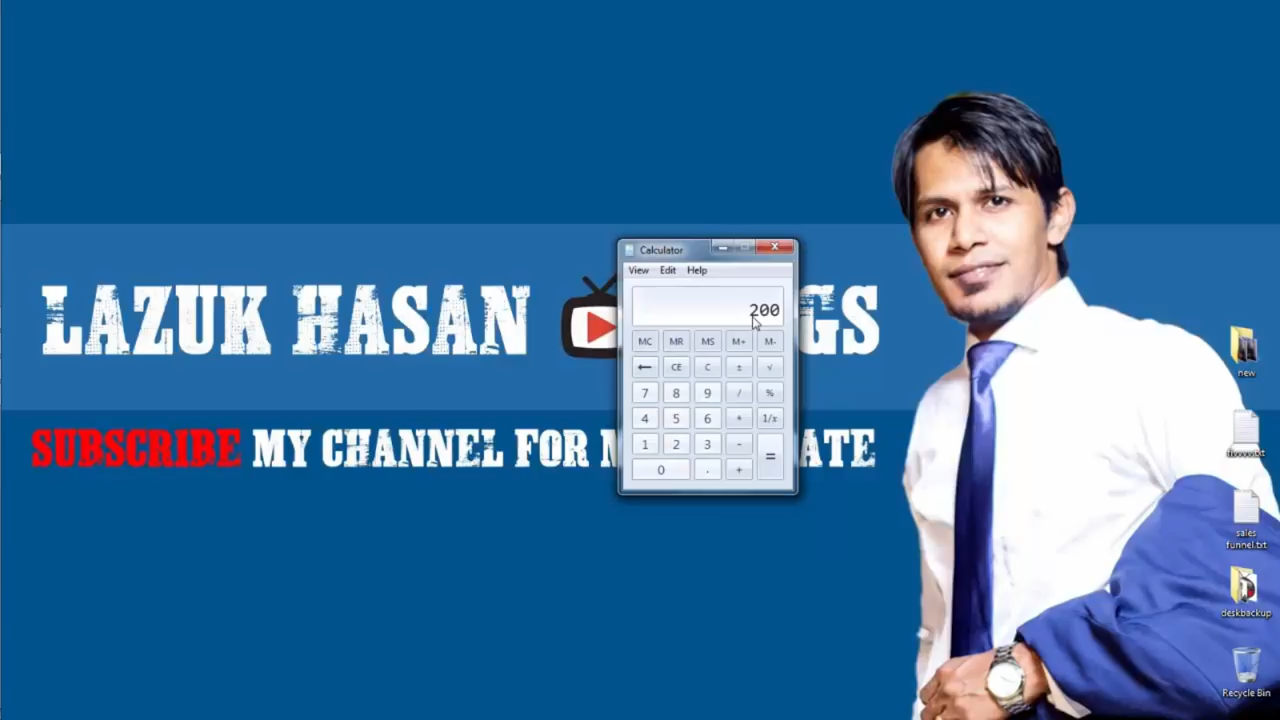 Calculator
View Edit Help
200
MC MR MS M+ M-
← CE C ± √
7 8 9 / %
4 5 6 * 1/x
1 2 3 - =
0 . +
LAZUK HASAN GS
SUBSCRIBE MY CHANNEL FOR M ATE
new
sales
funnel.txt
deskbackup
Recycle Bin